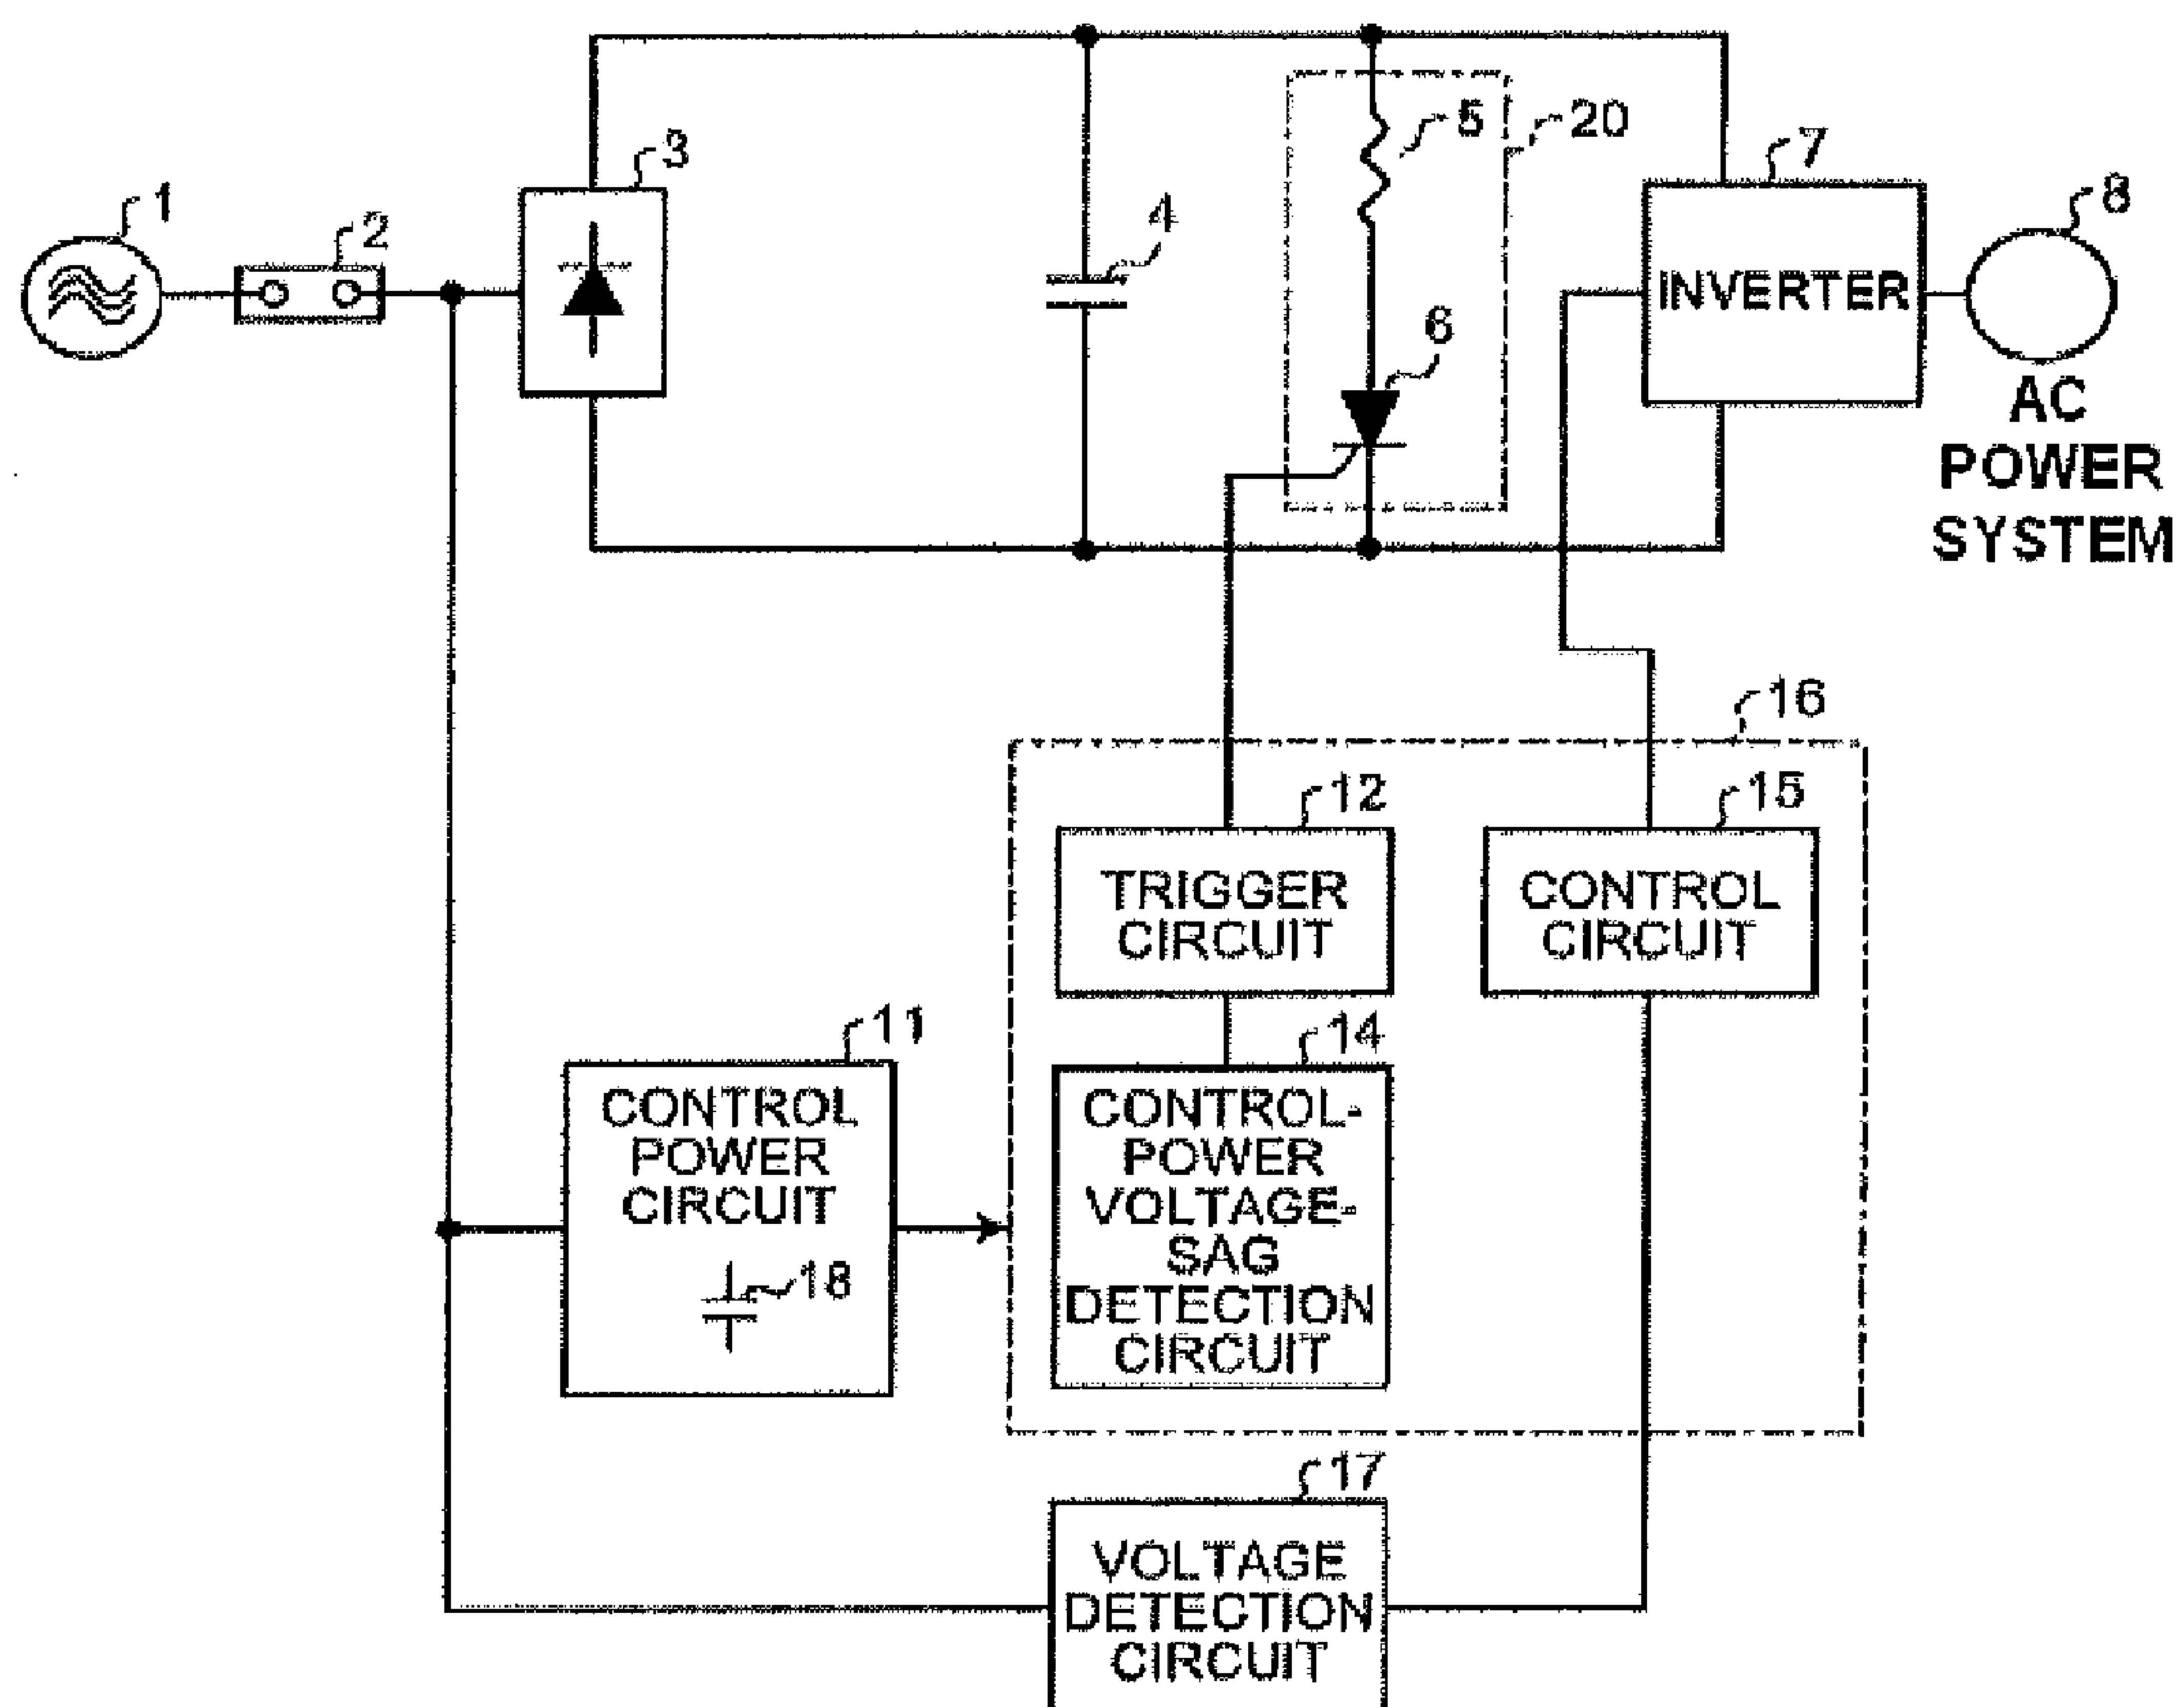 1
2
3
4
5
20
6
7
INVERTER
8
AC
POWER
SYSTEM
16
12
TRIGGER
CIRCUIT
15
CONTROL
CIRCUIT
11
CONTROL
POWER
CIRCUIT
18
14
CONTROL-
POWER
VOLTAGE-
SAG
DETECTION
CIRCUIT
17
VOLTAGE
DETECTION
CIRCUIT